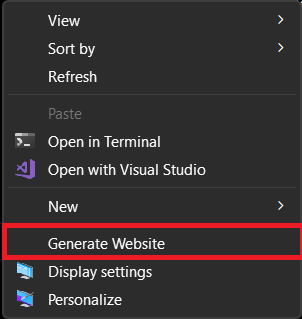 View
Sort by
Refresh
Paste
Open in Terminal
Open with Visual Studio
New
Generate Website
Display settings
Personalize